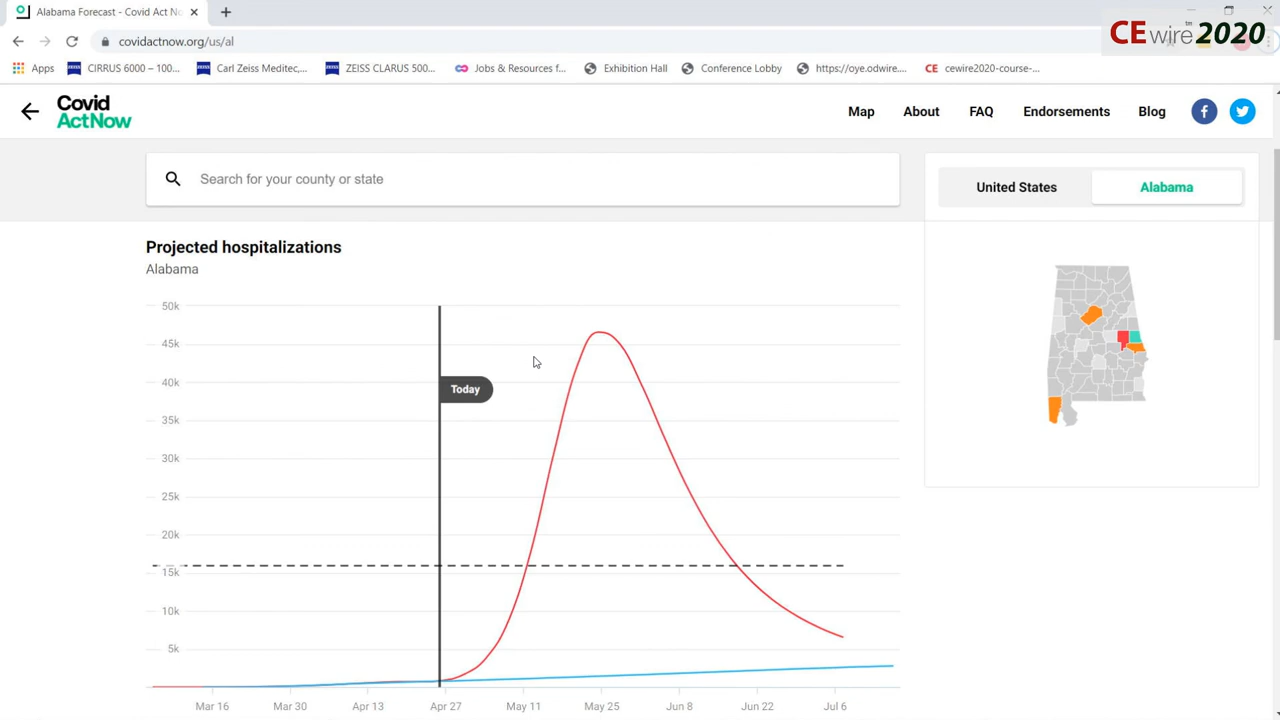 Alabama Forecast - Covid Act N
covidactnow.org/us/al
CEwire™2020
Apps
CIRRUS 6000 – 100...
Carl Zeiss Meditec,...
ZEISS CLARUS 500...
Jobs & Resources f...
Exhibition Hall
Conference Lobby
https://oye.odwire....
CE cewire2020-course-...
Covid
ActNow
Map
About
FAQ
Endorsements
Blog
Search for your county or state
United States
Alabama
Projected hospitalizations
Alabama
50k
45k
40k
Today
35k
30k
25k
20k
15k
10k
5k
Mar 16
Mar 30
Apr 13
Apr 27
May 11
May 25
Jun 8
Jun 22
Jul 6